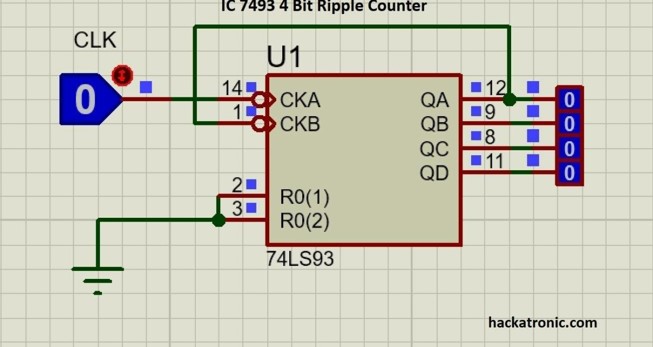 IC 7493 4 Bit Ripple Counter
CLK
U1
0
14 CKA QA 12 0
1 CKB QB 9 0
QC 8 0
QD 11 0
2 R0(1)
3 R0(2)
74LS93
hackatronic.com